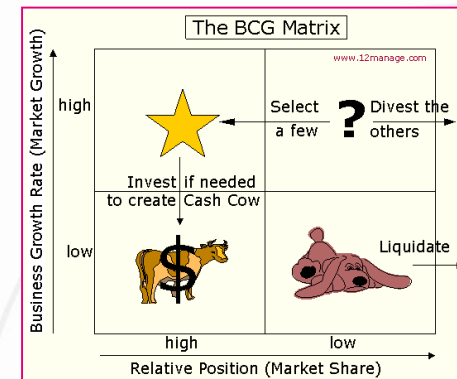 The BCG Matrix
www.12manage.com
Business Growth Rate (Market Growth)
high
Select
a few
?
Divest the
others
Invest if needed
to create Cash Cow
low
$
Liquidate
high
low
Relative Position (Market Share)